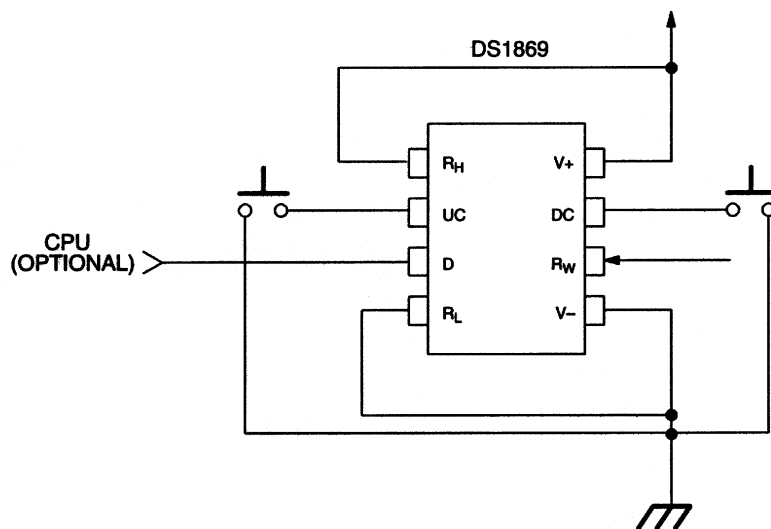 DS1869
RH V+
UC DC
CPU
(OPTIONAL)
D RW
RL V–